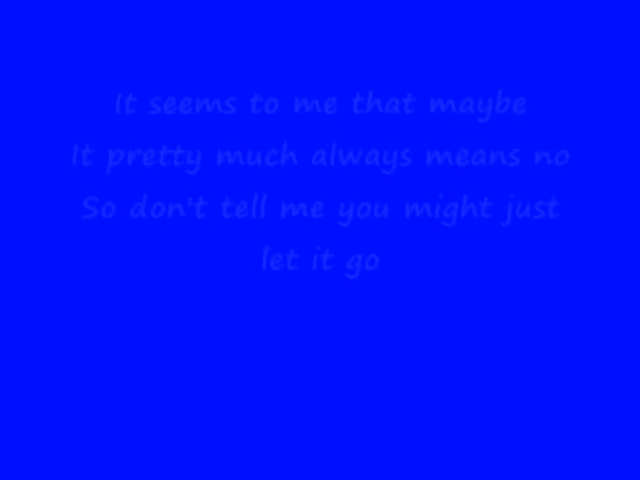 It seems to me that maybe
It pretty much always means no
So don't tell me you might just
let it go